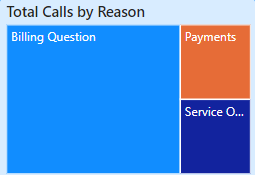 Total Calls by Reason
Billing Question
Payments
Service O...